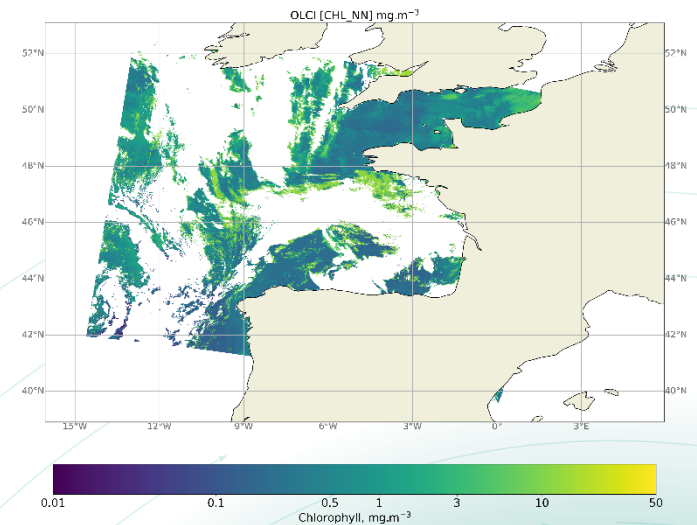 OLCI [CHL_NN] mg.m⁻³
52°N 52°N
50°N 50°N
48°N 48°N
46°N 46°N
44°N 44°N
42°N 42°N
40°N 40°N
15°W 12°W 9°W 6°W 3°W 0° 3°E
0.01 0.1 0.5 1 3 10 50
Chlorophyll, mg.m⁻³